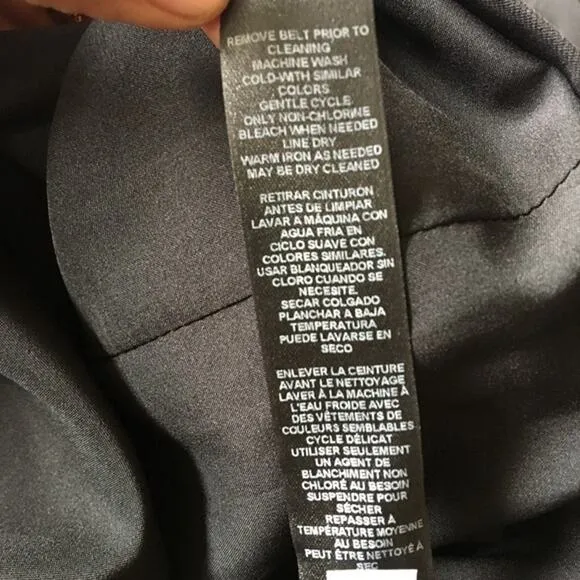 REMOVE BELT PRIOR TO
CLEANING
MACHINE WASH
COLD-WITH SIMILAR
COLORS
GENTLE CYCLE
ONLY NON-CHLORINE
BLEACH WHEN NEEDED
LINE DRY
WARM IRON AS NEEDED
MAY BE DRY CLEANED
RETIRAR CINTURON
ANTES DE LIMPIAR
LAVAR A MÁQUINA CON
AGUA FRIA EN
CICLO SUAVE CON
COLORES SIMILARES.
USAR BLANQUEADOR SIN
CLORO CUANDO SE
NECESITE.
SECAR COLGADO
PLANCHAR A BAJA
TEMPERATURA
PUEDE LAVARSE EN
SECO
ENLEVER LA CEINTURE
AVANT LE NETTOYAGE
LAVER À LA MACHINE À
L'EAU FROIDE AVEC
DES VÊTEMENTS DE
COULEURS SEMBLABLES
CYCLE DÉLICAT
UTILISER SEULEMENT
UN AGENT DE
BLANCHIMENT NON
CHLORÉ AU BESOIN
SUSPENDRE POUR
SÉCHER
REPASSER À
TEMPÉRATURE MOYENNE
AU BESOIN
PEUT ÊTRE NETTOYÉ À
SEC